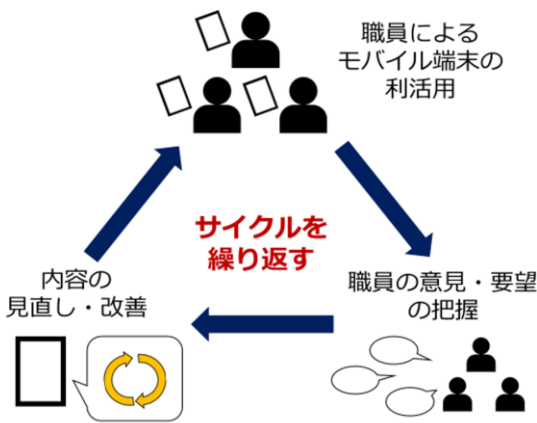 職員による
モバイル端末の
利活用
サイクルを
繰り返す
職員の意見・要望
の把握
内容の
見直し・改善